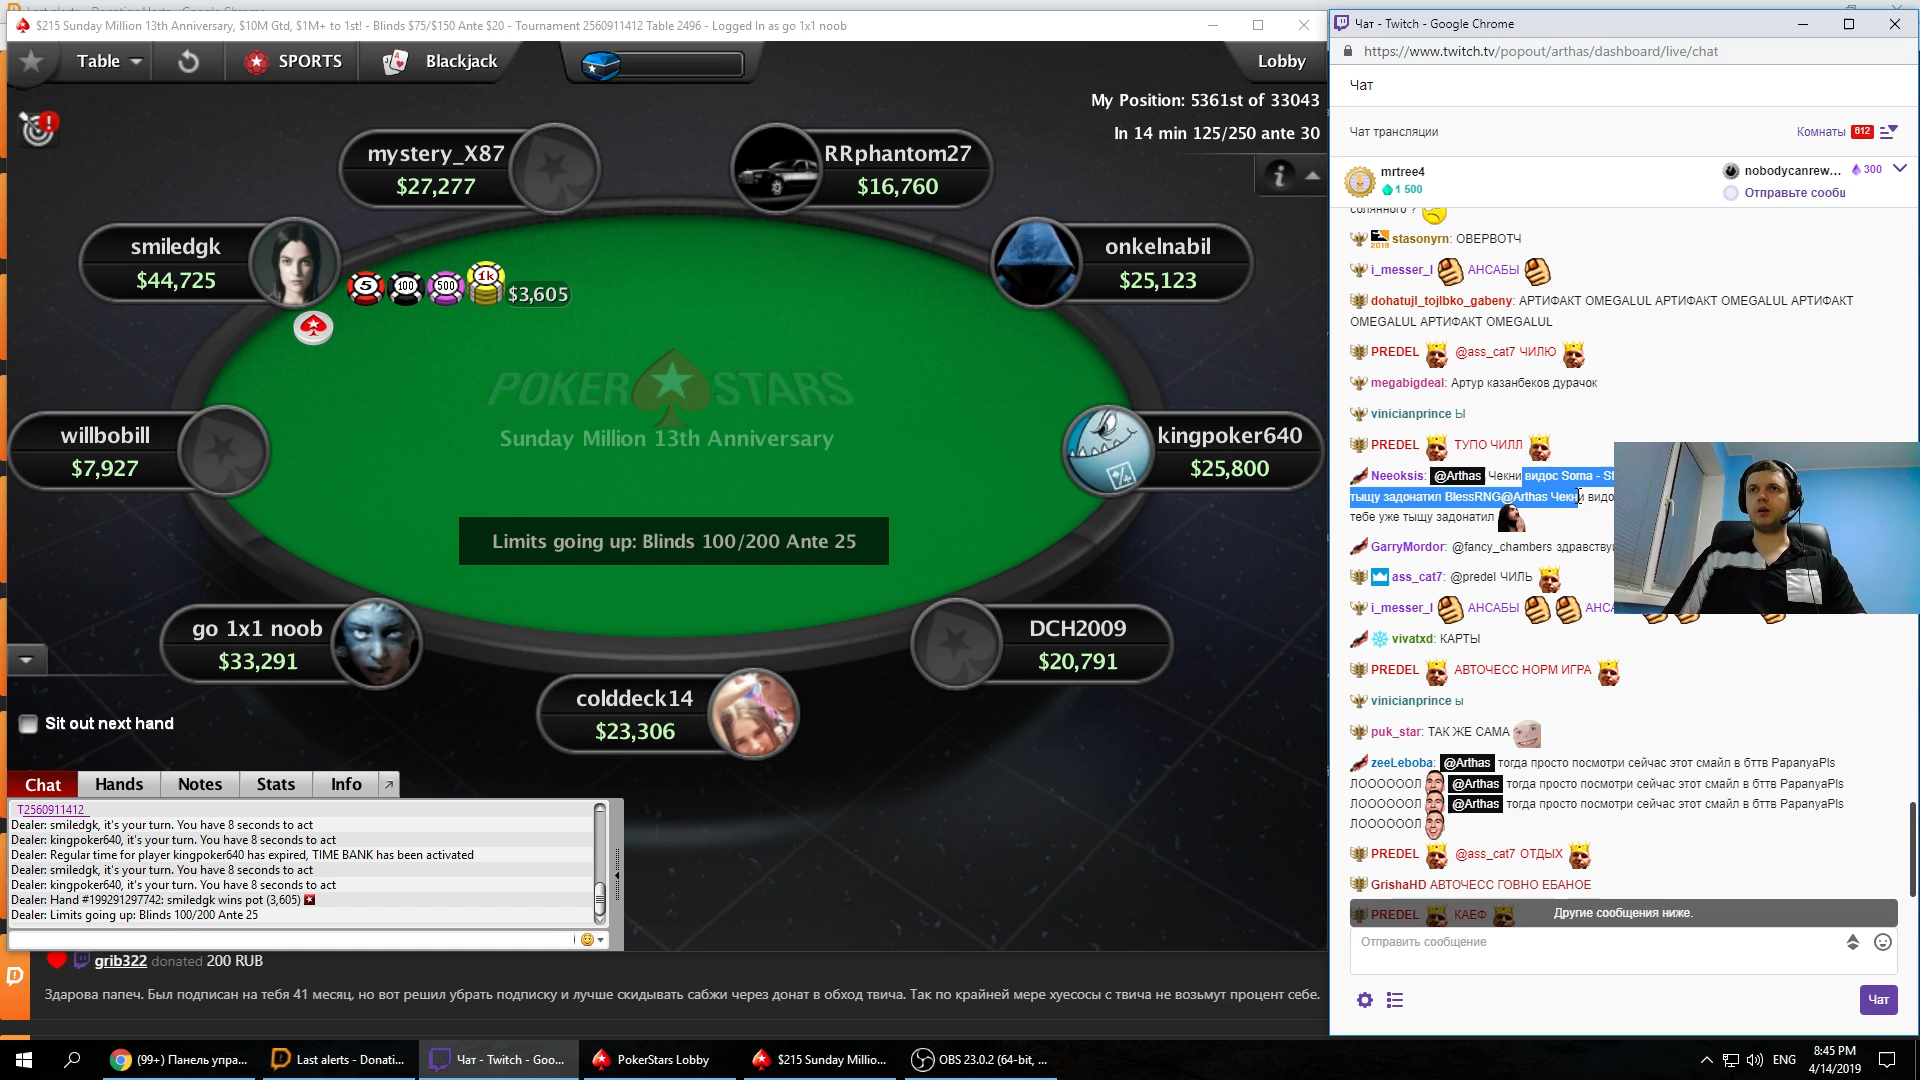 $215 Sunday Million 13th Anniversary, $10M Gtd, $1M+ to 1st! - Blinds $75/$150 Ante $20 - Tournament 2560911412 Table 2496 - Logged In as go 1x1 noob
Table
SPORTS
Blackjack
Lobby
My Position: 5361st of 33043
In 14 min 125/250 ante 30
mystery_X87
$27,277
RRphantom27
$16,760
smiledgk
$44,725
onkelnabil
$25,123
5
100
500
1k
$3,605
POKER STARS
Sunday Million 13th Anniversary
willbobill
$7,927
kingpoker640
$25,800
Limits going up: Blinds 100/200 Ante 25
go 1x1 noob
$33,291
DCH2009
$20,791
colddeck14
$23,306
Sit out next hand
Chat
Hands
Notes
Stats
Info
T2560911412
Dealer: smiledgk, it's your turn. You have 8 seconds to act
Dealer: kingpoker640, it's your turn. You have 8 seconds to act
Dealer: Regular time for player kingpoker640 has expired, TIME BANK has been activated
Dealer: smiledgk, it's your turn. You have 8 seconds to act
Dealer: kingpoker640, it's your turn. You have 8 seconds to act
Dealer: Hand #199291297742: smiledgk wins pot (3,605)
Dealer: Limits going up: Blinds 100/200 Ante 25
grib322 donated 200 RUB
Здарова папеч. Был подписан на тебя 41 месяц, но вот решил убрать подписку и лучше скидывать сабжи через донат в обход твича. Так по крайней мере хуесосы с твича не возьмут процент себе.
Чат - Twitch - Google Chrome
https://www.twitch.tv/popout/arthas/dashboard/live/chat
Чат
Чат трансляции
Комнаты 612
mrtree4
1 500
nobodycanrew... 300
Отправьте сообщ
солянного ?
stasonyrn: ОВЕРВОТЧ
i_messer_l АНСАБЫ
dohatujl_tojlbko_gabeny: АРТИФАКТ OMEGALUL АРТИФАКТ OMEGALUL АРТИФАКТ
OMEGALUL АРТИФАКТ OMEGALUL
PREDEL @ass_cat7 ЧИЛЮ
megabigdeal: Артур казанбеков дурачок
vinicianprince Ы
PREDEL ТУПО ЧИЛЛ
Neeoksis: @Arthas Чекни видос Soma - S
тыщу задонатил BlessRNG@Arthas Чекни видо
тебе уже тыщу задонатил
GarryMordor: @fancy_chambers здравству
ass_cat7: @predel ЧИЛЬ
i_messer_l АНСАБЫ АНСА
vivatxd: КАРТЫ
PREDEL АВТОЧЕСС НОРМ ИГРА
vinicianprince ы
puk_star: ТАК ЖЕ САМА
zeeLeboba: @Arthas тогда просто посмотри сейчас этот смайл в бттв PapanyaPls
ЛОООООOЛ @Arthas тогда просто посмотри сейчас этот смайл в бттв PapanyaPls
ЛОООООOЛ @Arthas тогда просто посмотри сейчас этот смайл в бттв PapanyaPls
ЛОООООOЛ
PREDEL @ass_cat7 ОТДЫХ
GrishaHD АВТОЧЕСС ГОВНО ЕБАНОЕ
PREDEL КАЕФ
Другие сообщения ниже.
Отправить сообщение
Чат
(99+) Панель упра...
Last alerts - Donati...
Чат - Twitch - Goo...
PokerStars Lobby
$215 Sunday Millio...
OBS 23.0.2 (64-bit, ...
ENG
8:45 PM
4/14/2019